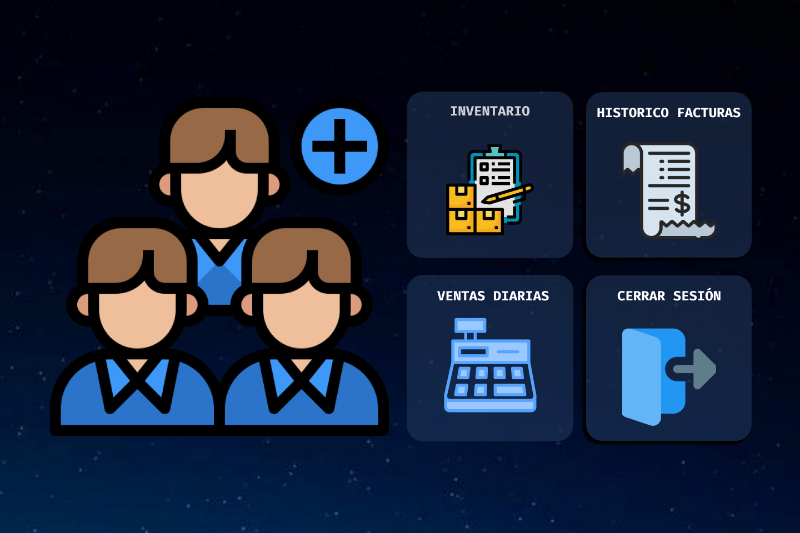 INVENTARIO
HISTORICO FACTURAS
$
VENTAS DIARIAS
CERRAR SESIÓN